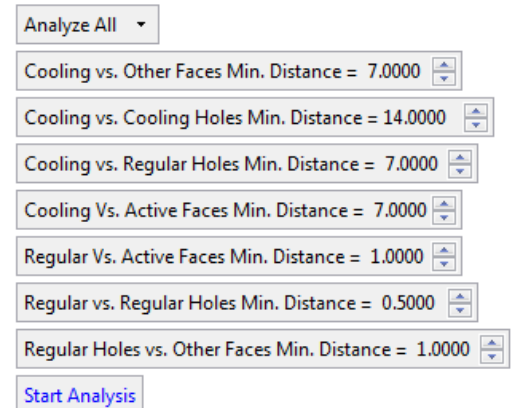 Analyze All
Cooling vs. Other Faces Min. Distance = 7.0000
Cooling vs. Cooling Holes Min. Distance = 14.0000
Cooling vs. Regular Holes Min. Distance = 7.0000
Cooling Vs. Active Faces Min. Distance = 7.0000
Regular Vs. Active Faces Min. Distance = 1.0000
Regular vs. Regular Holes Min. Distance = 0.5000
Regular Holes vs. Other Faces Min. Distance = 1.0000
Start Analysis